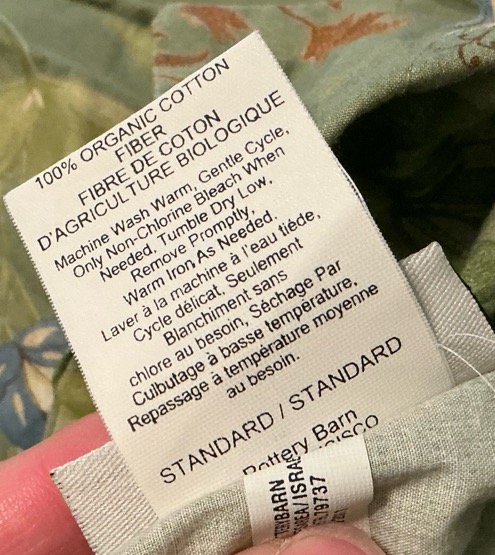 100% ORGANIC COTTON
FIBER
FIBRE DE COTON
D'AGRICULTURE BIOLOGIQUE
Machine Wash Warm, Gentle Cycle,
Only Non-Chlorine Bleach When
Needed, Tumble Dry Low,
Remove Promptly,
Warm Iron, As Needed.
Laver à la machine à l'eau tiède,
Cycle délicat, Seulement
Blanchiment sans
chlore au besoin, Séchage Par
Culbutage à basse température,
Repassage à température moyenne
au besoin.
STANDARD / STANDARD
Pottery Barn
79737